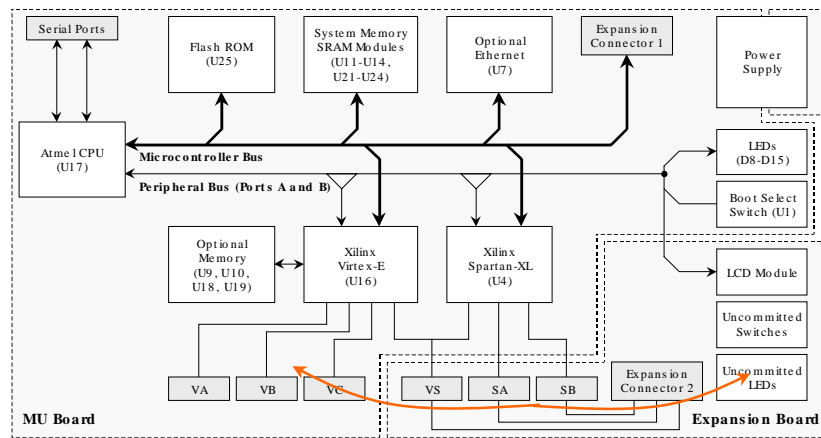 Serial Ports
Flash ROM
(U25)
System Memory
SRAM Modules
(U11-U14,
U21-U24)
Optional
Ethernet
(U7)
Expansion
Connector 1
Power
Supply
Atmel CPU
(U17)
Microcontroller Bus
Peripheral Bus (Ports A and B)
LEDs
(D8-D15)
Boot Select
Switch (U1)
Optional
Memory
(U9, U10,
U18, U19)
Xilinx
Virtex-E
(U16)
Xilinx
Spartan-XL
(U4)
LCD Module
Uncommitted
Switches
VA
VB
VC
VS
SA
SB
Expansion
Connector 2
Uncommitted
LEDs
MU Board
Expansion Board